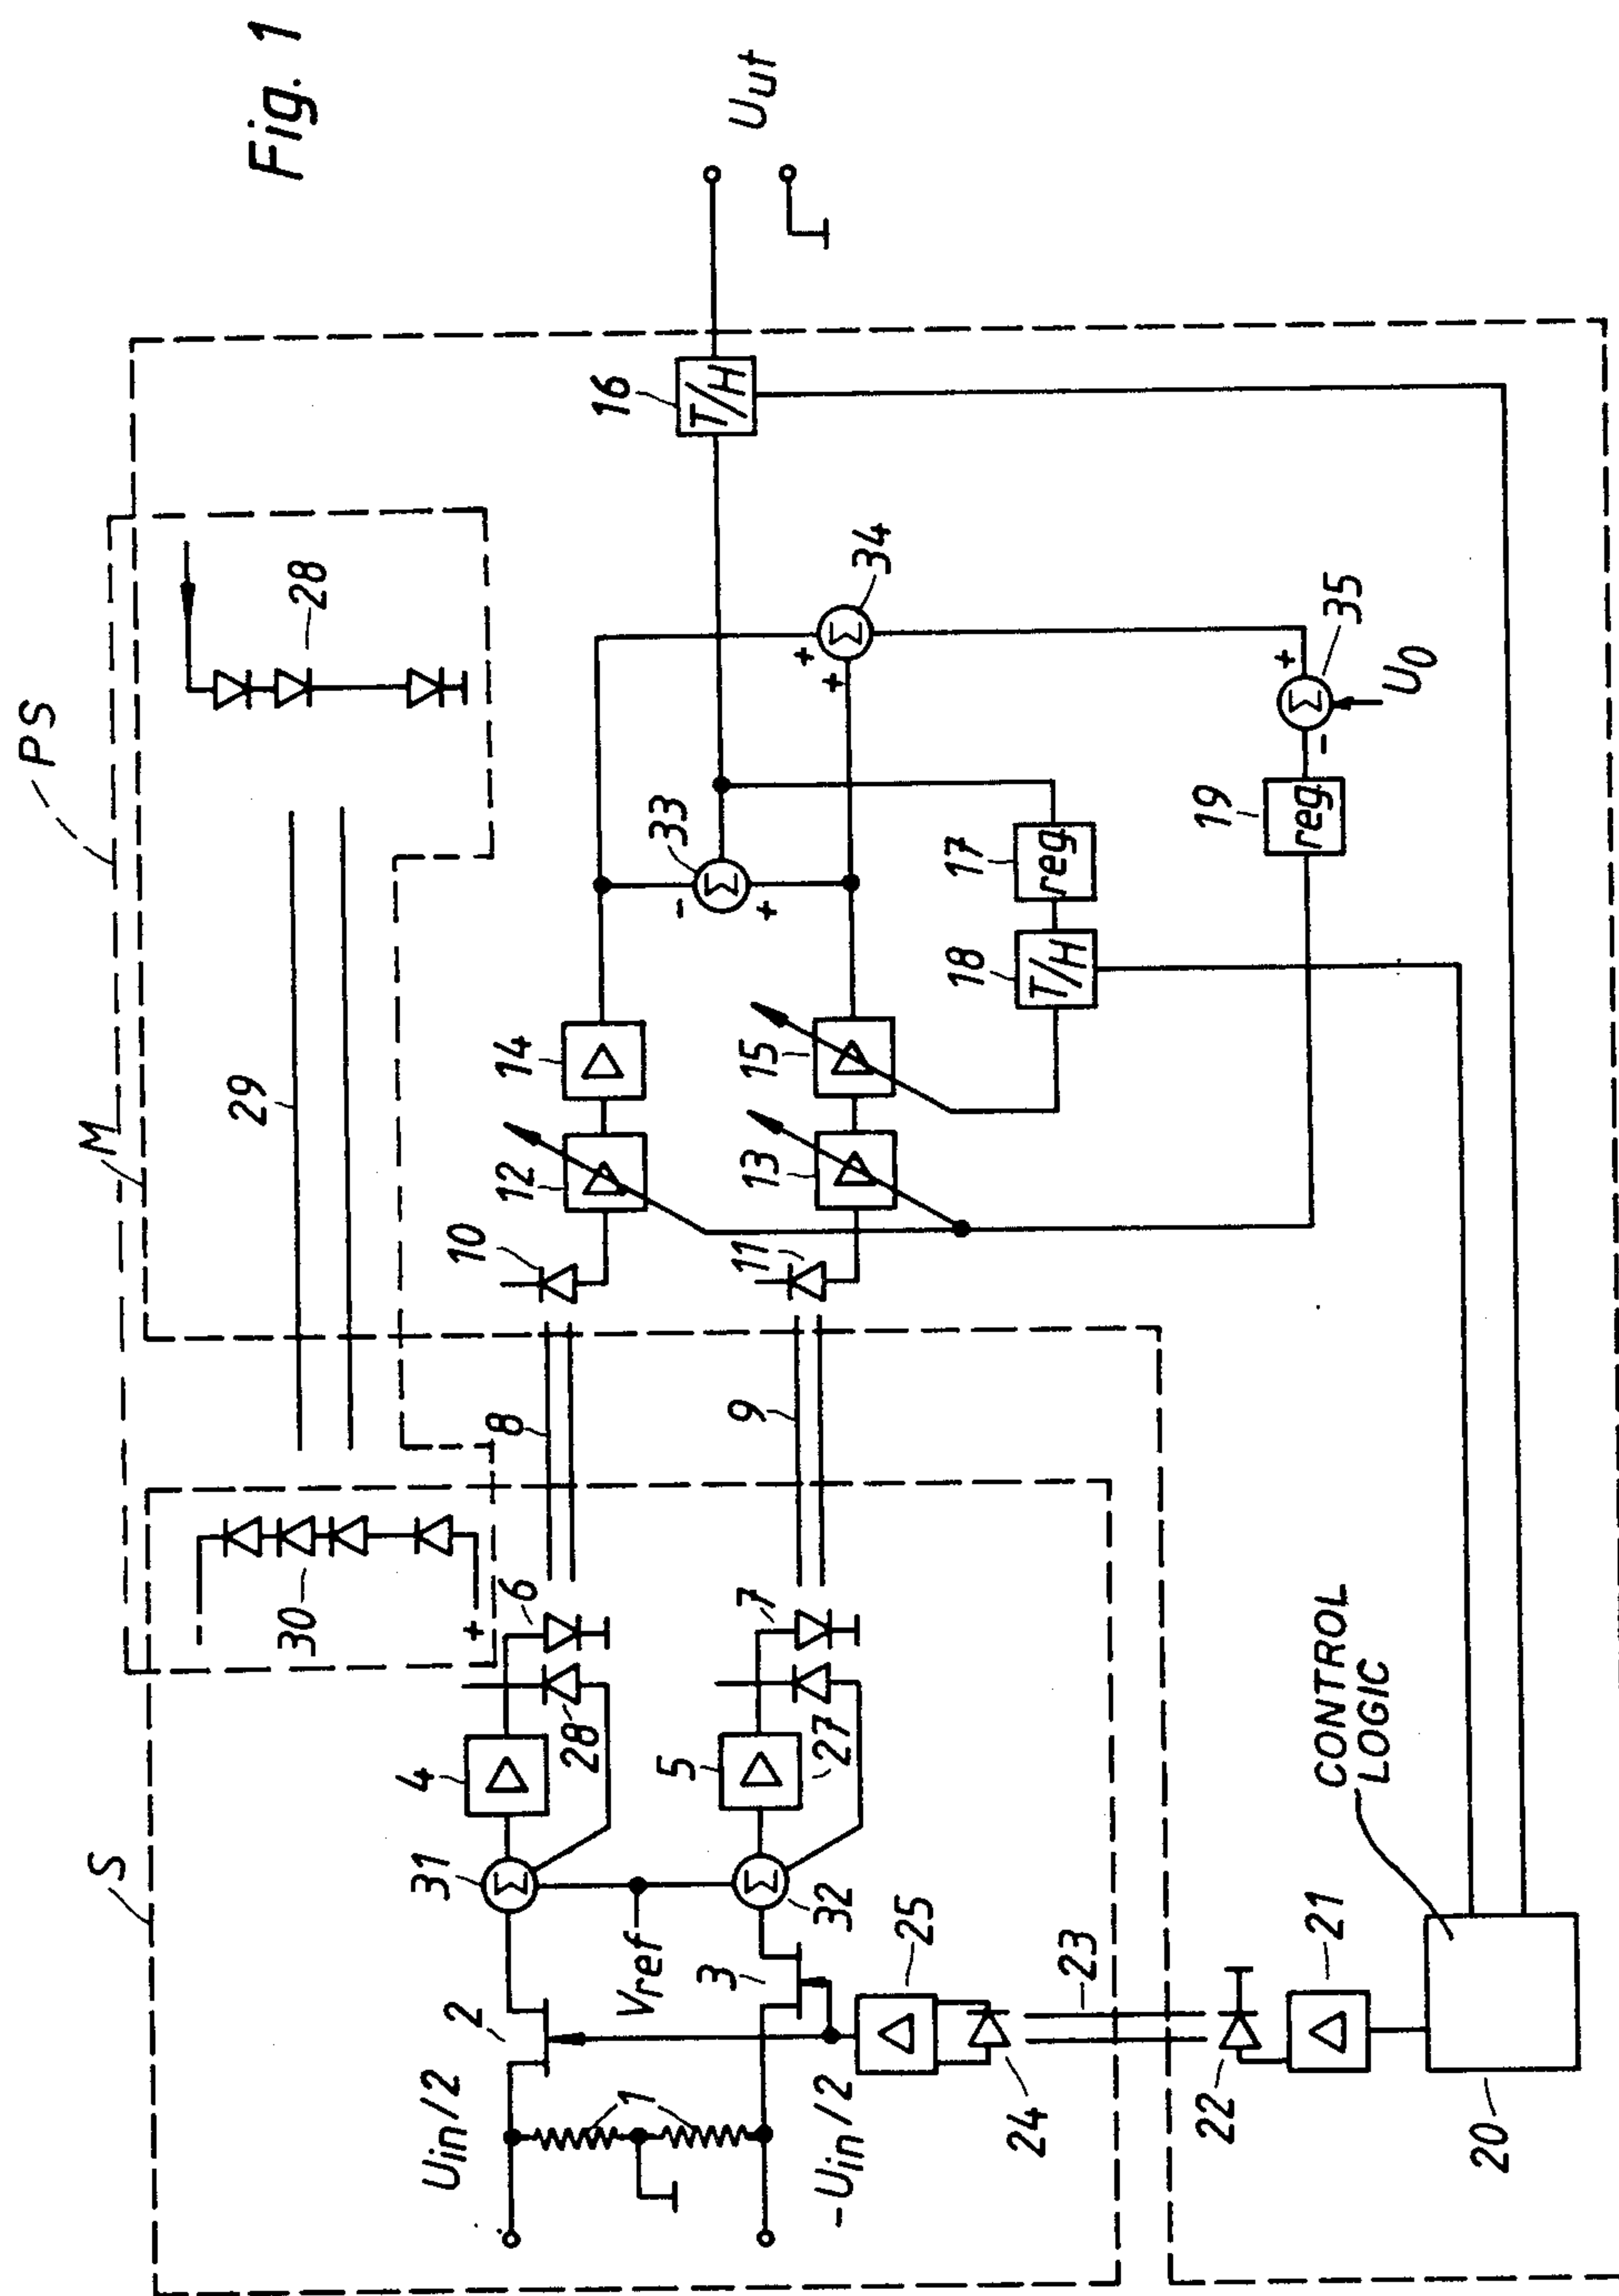 Fig. 1
PS
M
S
29
28
30
-
+
8
9
6
7
28
27
4
5
31
32
Vref
2
3
Uin/2
-Uin/2
1
25
24
23
22
21
20
CONTROL
LOGIC
10
11
12
13
14
15
33
-
+
34
+
+
35
+
-
U0
16
T/H
17
reg
18
T/H
19
reg
Uut
Σ
Σ
Σ
Σ
Σ